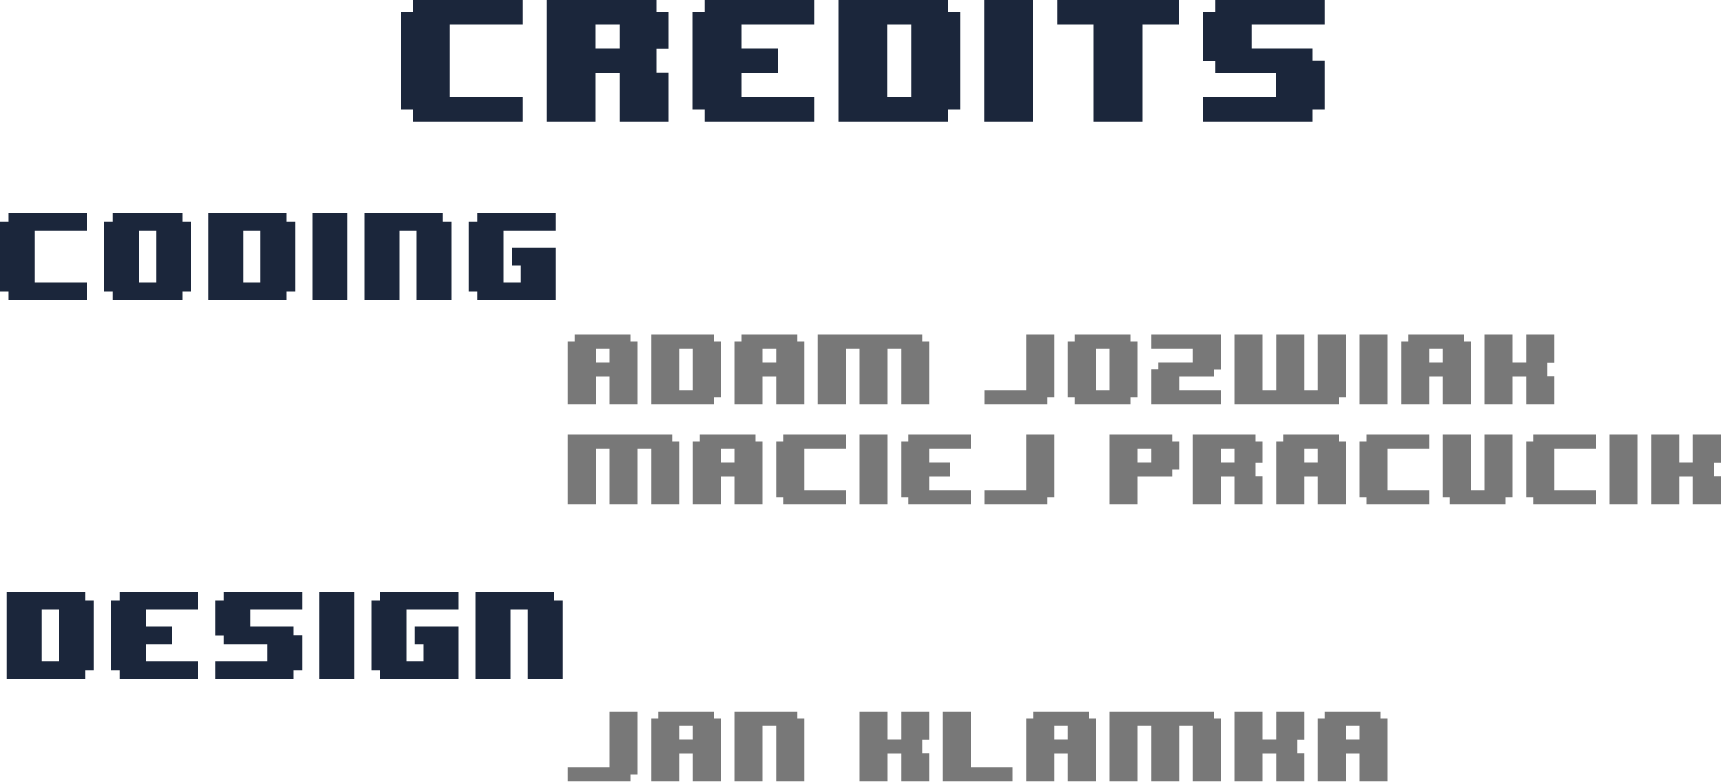 CREDITS
CODING
ADAM JOZWIAK
MACIEJ PRACUCIK
DESIGN
JAN KLAMKA